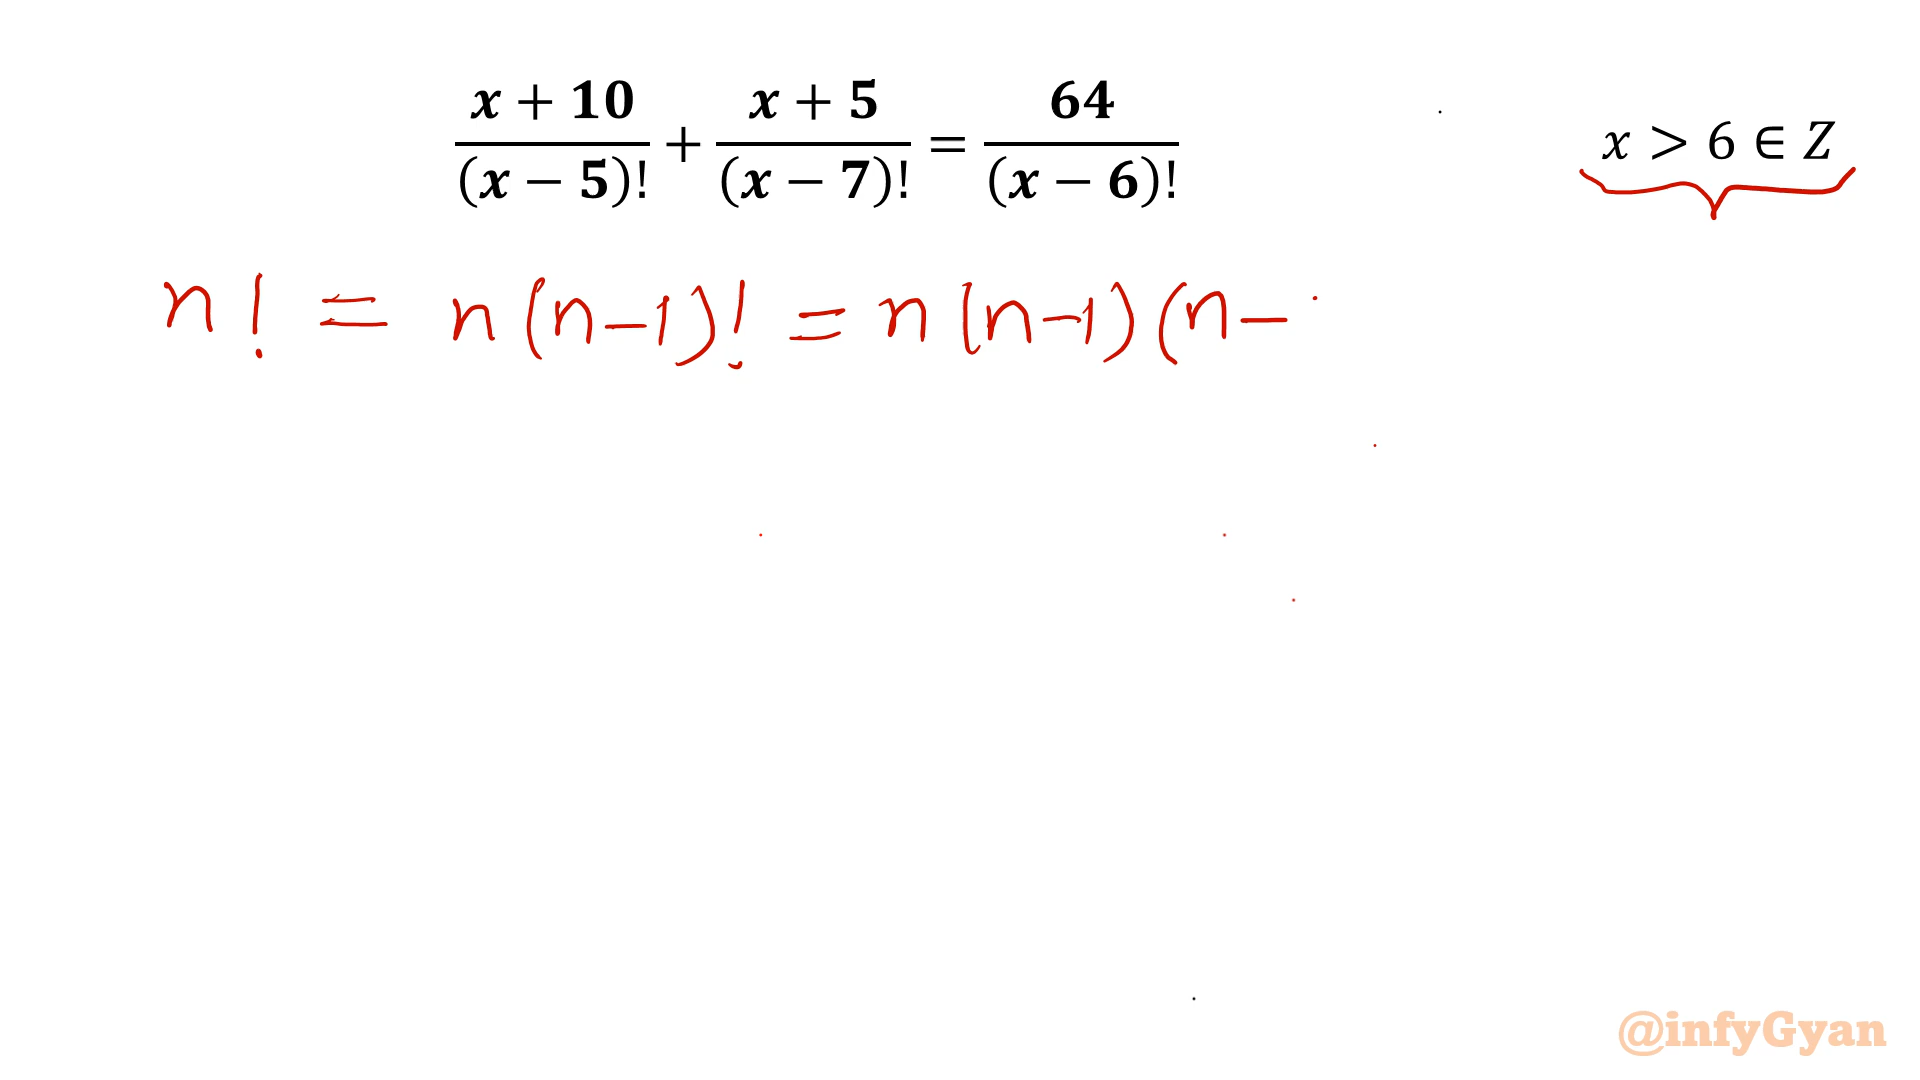 x + 10 / (x − 5)! + x + 5 / (x − 7)! = 64 / (x − 6)!
x > 6 ∈ Z
n! = n(n-1)! = n(n-1)(n-
@infyGyan